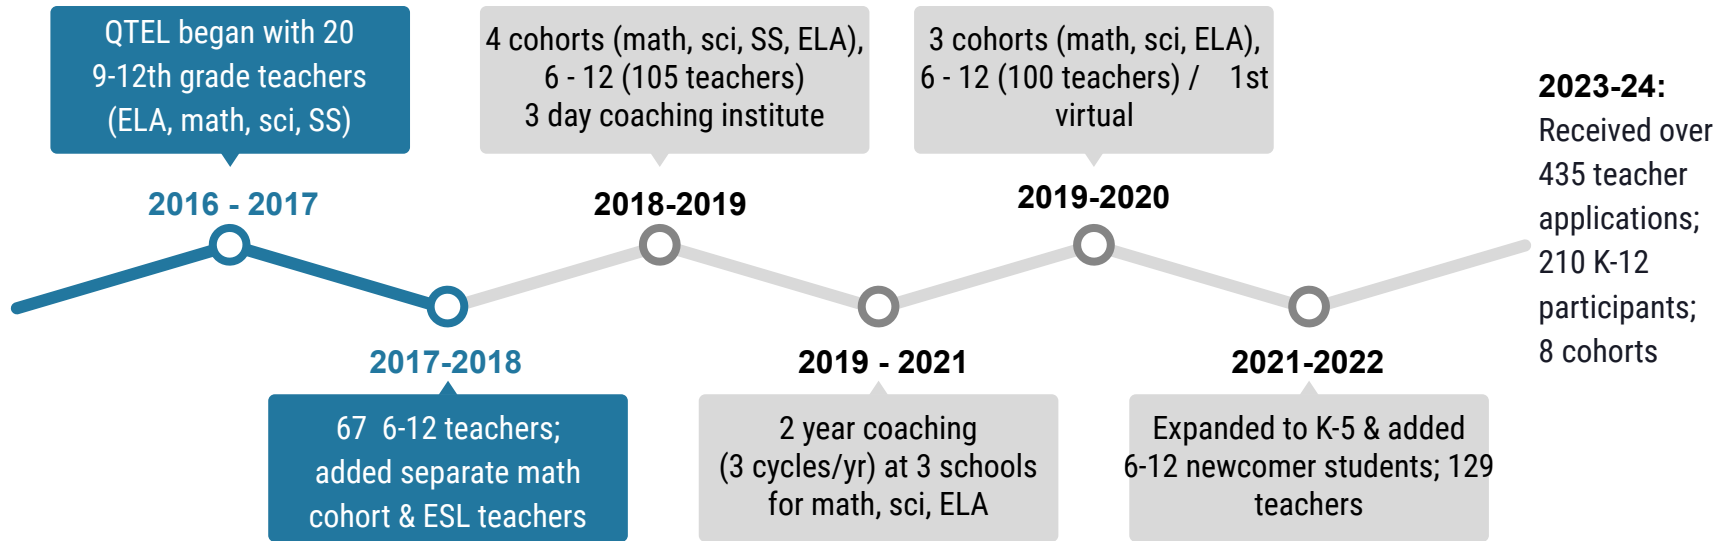 QTEL began with 20
9-12th grade teachers
(ELA, math, sci, SS)
2016 - 2017
67 6-12 teachers;
added separate math
cohort & ESL teachers
2017-2018
4 cohorts (math, sci, SS, ELA),
6 - 12 (105 teachers)
3 day coaching institute
2018-2019
2019 - 2021
2 year coaching
(3 cycles/yr) at 3 schools
for math, sci, ELA
3 cohorts (math, sci, ELA),
6 - 12 (100 teachers) / 1st
virtual
2019-2020
2021-2022
Expanded to K-5 & added
6-12 newcomer students; 129
teachers
2023-24:
Received over
435 teacher
applications;
210 K-12
participants;
8 cohorts